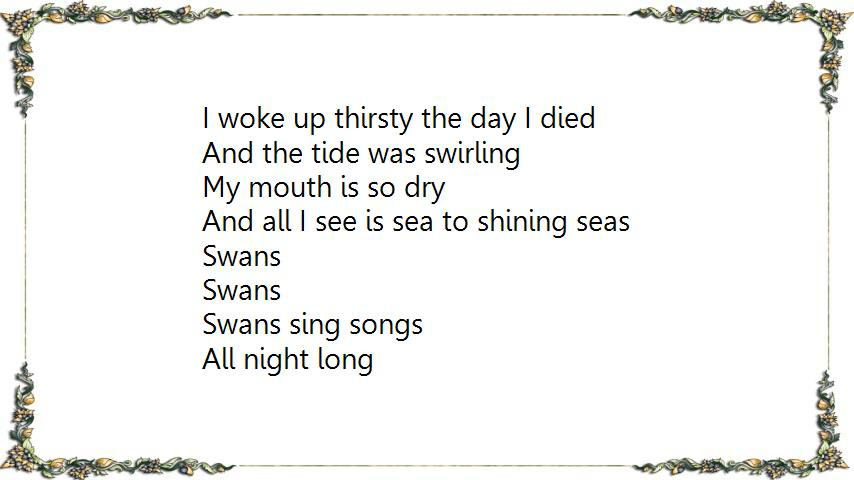 I woke up thirsty the day I died
And the tide was swirling
My mouth is so dry
And all I see is sea to shining seas
Swans
Swans
Swans sing songs
All night long